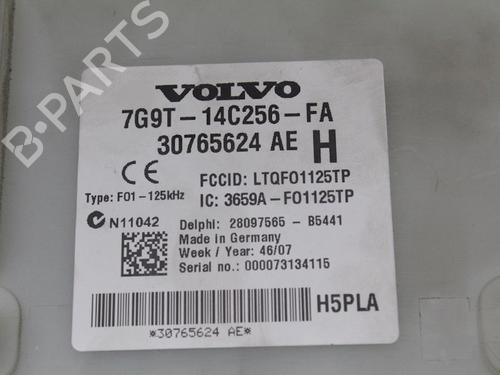 VOLVO
7G9T-14C256-FA
30765624 AE H
FCCID: LTQFO1125TP
Type: F01-125kHz IC: 3659A-FO1125TP
N11042 Delphi: 28097565 - B5441
Made in Germany
Week / Year: 46/07
Serial no.: 000073134115
H5PLA
*30765624 AE*
B-PARTS